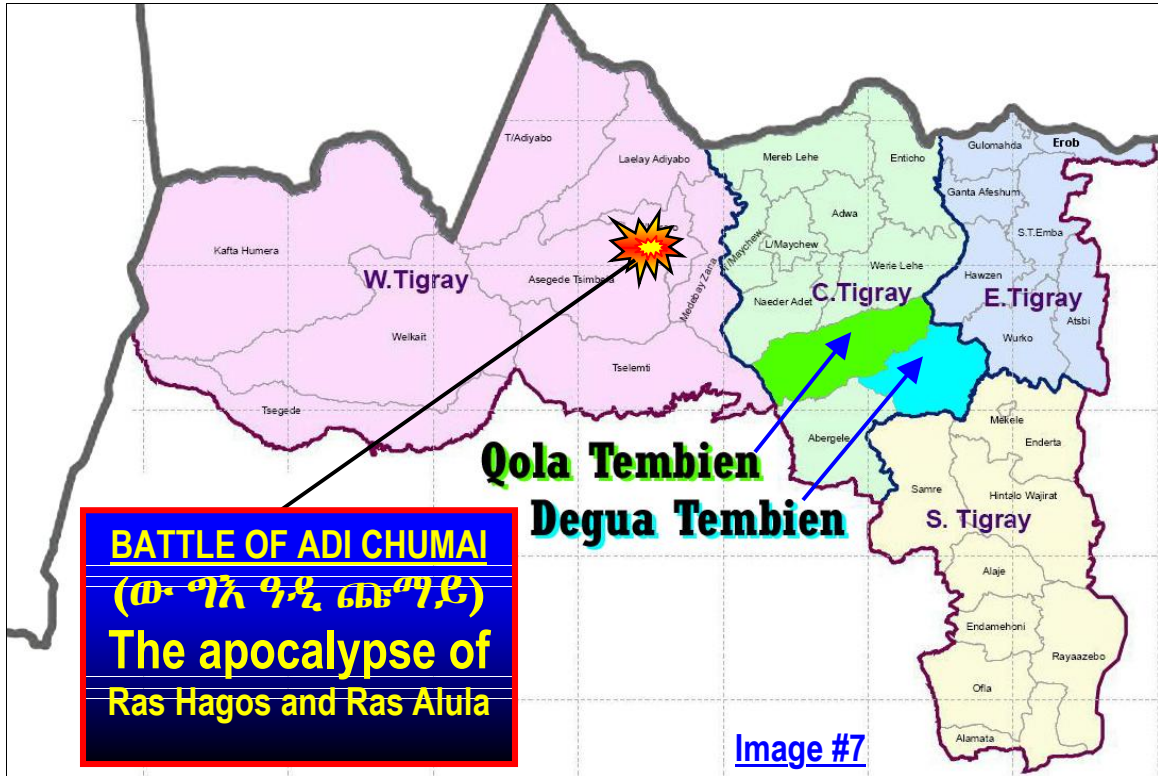 T/Adiyabo
Laelay Adiyabo
Mereb Lehe
Enticho
Gulomahda
Erob
Ganta Afeshum
Adwa
S.T.Emba
Kafta Humera
L/Maychew
/Maychew
Werie Lehe
Hawzen
W.Tigray
Asegede Tsimbela
Medebay Zana
Naeder Adet
C.Tigray
E.Tigray
Atsbi
Welkait
Wurko
Tselemti
Tsegede
Abergele
Mekele
Enderta
Qola Tembien
Samre
Hintalo Wajirat
Degua Tembien
S. Tigray
BATTLE OF ADI CHUMAI
(ው ግእ ዓዲ ጨማይ)
The apocalypse of
Ras Hagos and Ras Alula
Alaje
Endamehoni
Rayaazebo
Ofla
Alamata
Image #7